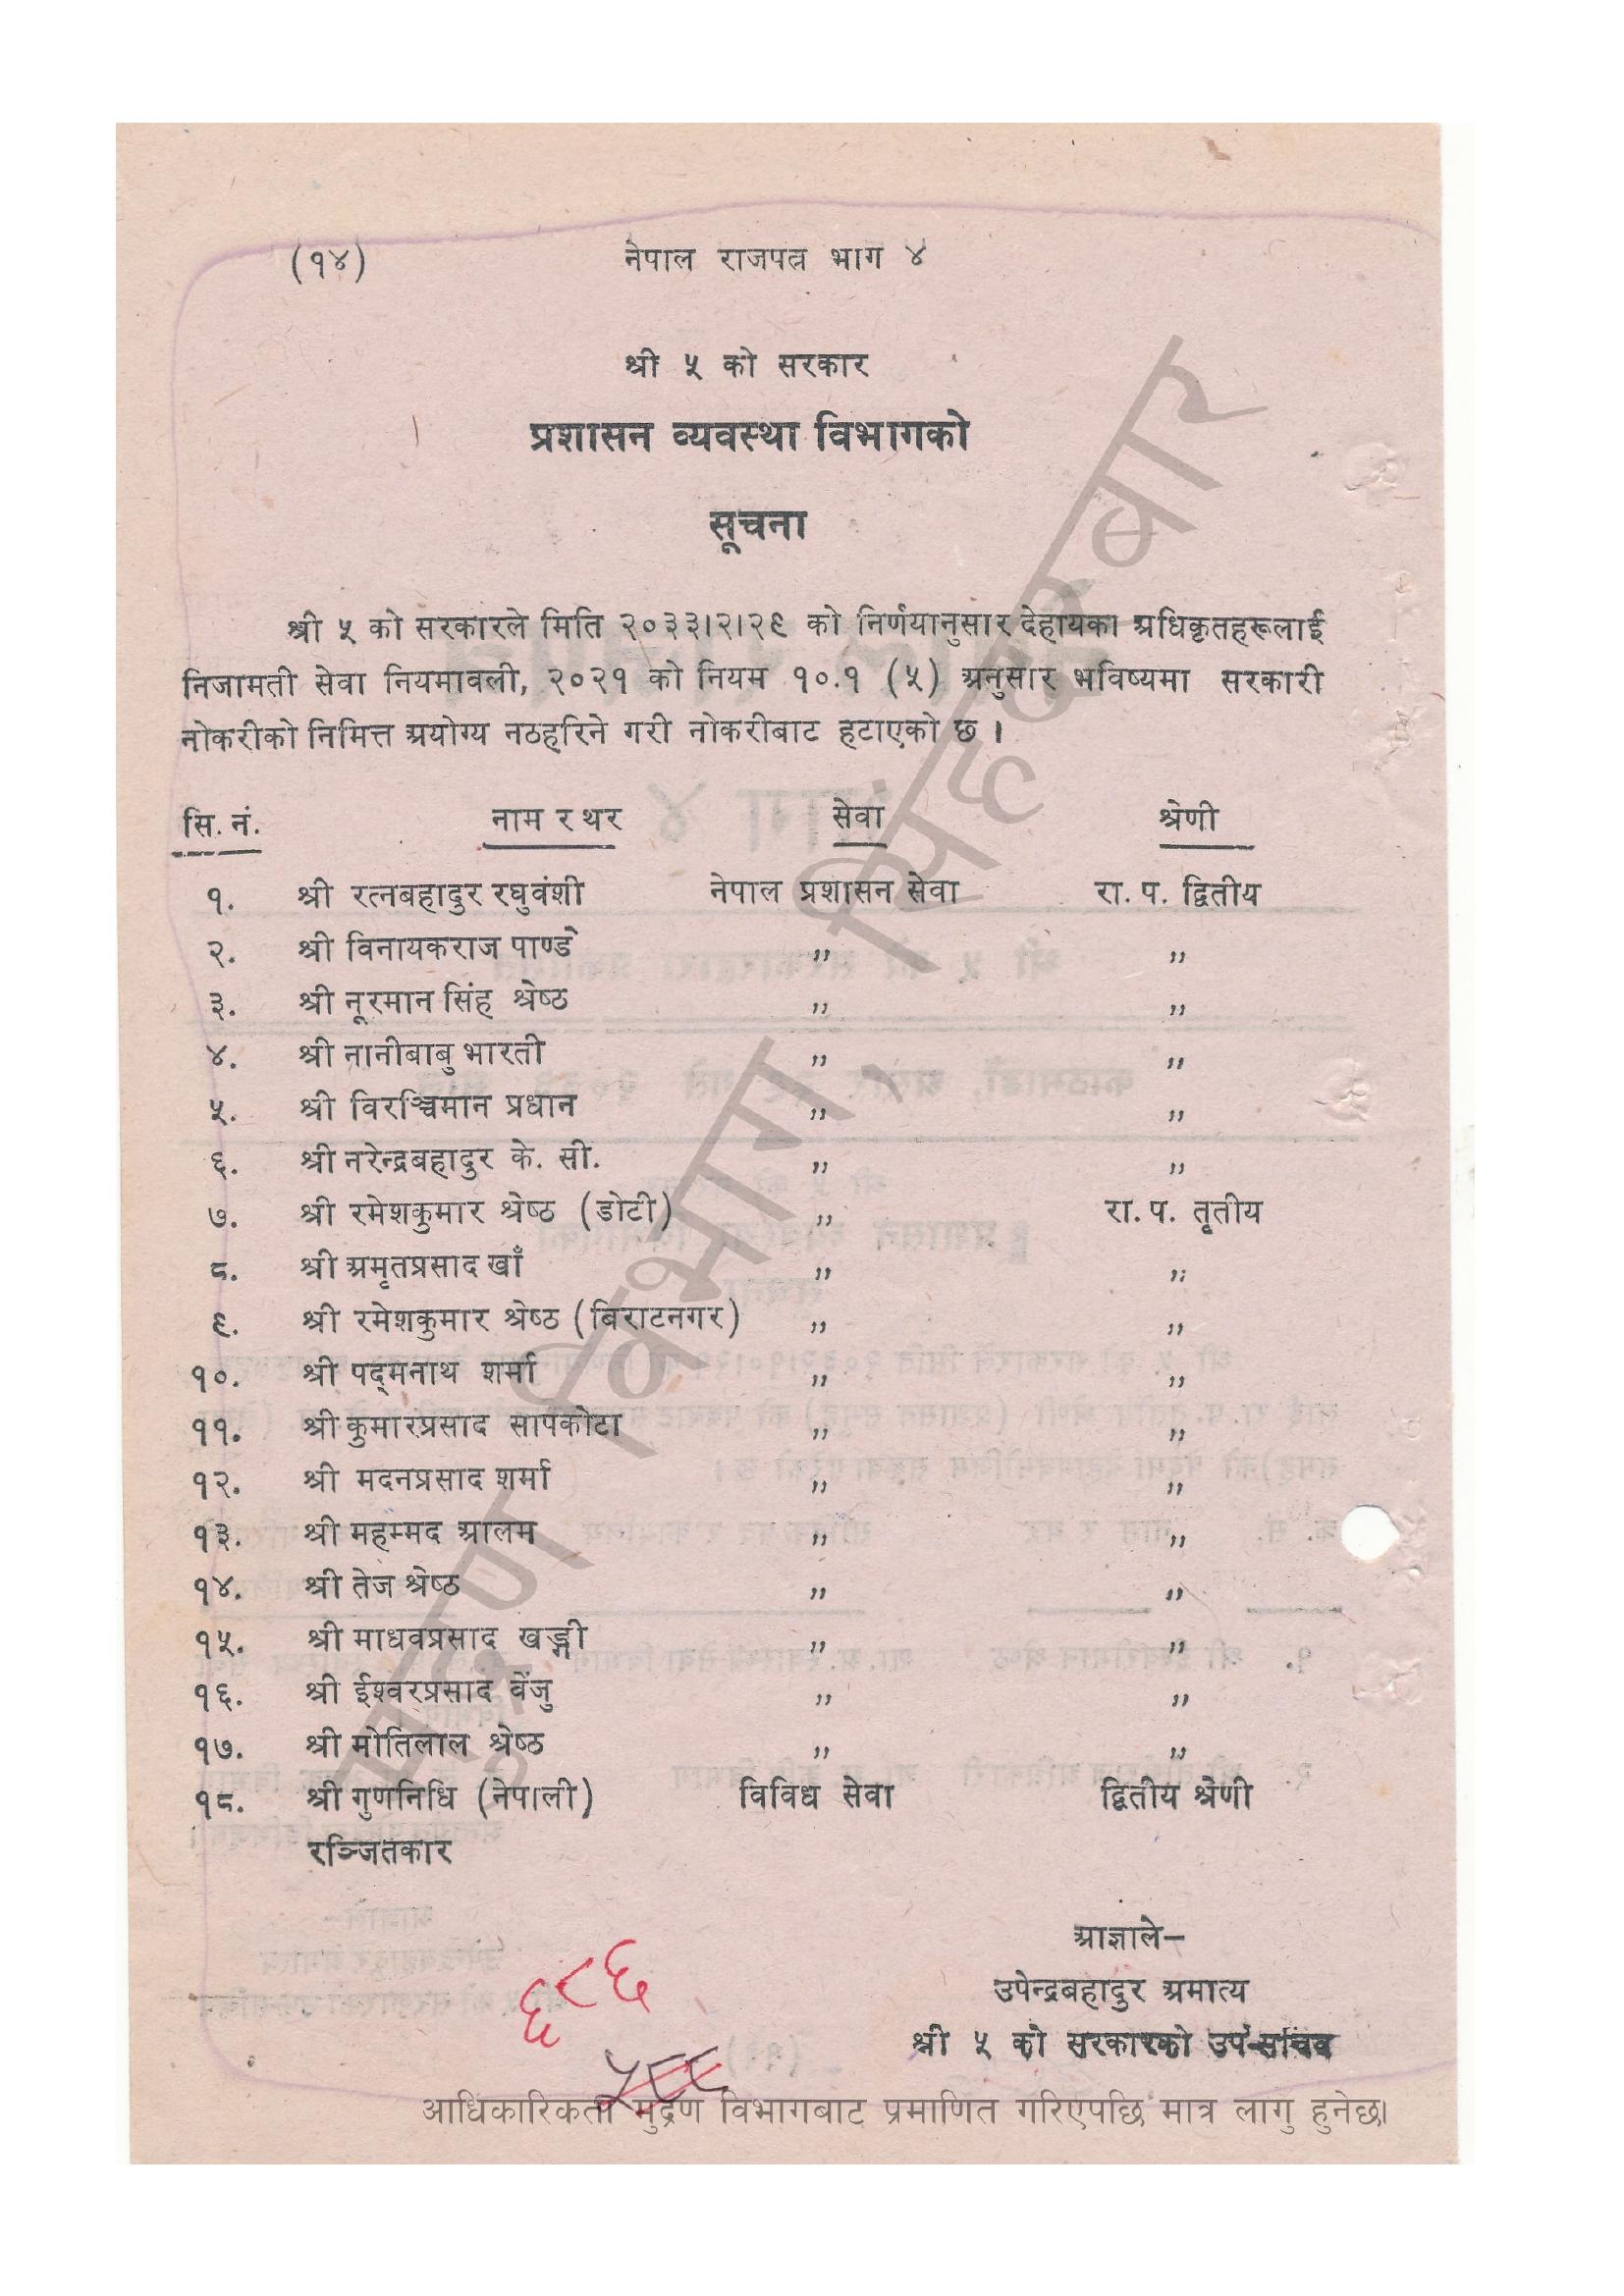 (१४) नेपाल राजपत्र भाग ४
श्री ५ को सरकार
प्रशासन व्यवस्था विभागको
सूचना
श्री ५ को सरकारले मिति २०३३।२।२९ को निर्णयानुसार देहायका अधिकृतहरूलाई
निजामती सेवा नियमावली, २०२१ को नियम १०.१ (५) अनुसार भविष्यमा सरकारी
नोकरीको निमित्त अयोग्य नठहरिने गरी नोकरीबाट हटाएको छ ।
सि. नं. नाम र थर सेवा श्रेणी
१. श्री रत्नबहादुर रघुवंशी नेपाल प्रशासन सेवा रा. प. द्वितीय
२. श्री विनायकराज पाण्डे ,, ,,
३. श्री नूरमान सिंह श्रेष्ठ ,, ,,
४. श्री नानीबाबु भारती ,, ,,
५. श्री विरञ्चिमान प्रधान ,, ,,
६. श्री नरेन्द्रबहादुर के. सी. ,, ,,
७. श्री रमेशकुमार श्रेष्ठ (डोटी) ,, रा. प. तृतीय
८. श्री अमृतप्रसाद खाँ ,, ,,
९. श्री रमेशकुमार श्रेष्ठ (बिराटनगर) ,, ,,
१०. श्री पद्मनाथ शर्मा ,, ,,
११. श्री कुमारप्रसाद सापकोटा ,, ,,
१२. श्री मदनप्रसाद शर्मा ,, ,,
१३. श्री महम्मद आलम ,, ,,
१४. श्री तेज श्रेष्ठ ,, ,,
१५. श्री माधवप्रसाद खड्गी ,, ,,
१६. श्री ईश्वरप्रसाद वेंजु ,, ,,
१७. श्री मोतिलाल श्रेष्ठ ,, ,,
१८. श्री गुणनिधि (नेपाली) विविध सेवा द्वितीय श्रेणी
रञ्जितकार
आज्ञाले–
उपेन्द्रबहादुर अमात्य
श्री ५ को सरकारको उप-सचिव
६८६
५८८
आधिकारिकता मुद्रण विभागबाट प्रमाणित गरिएपछि मात्र लागु हुनेछ।
मुद्रण विभाग, सिंहदरबार